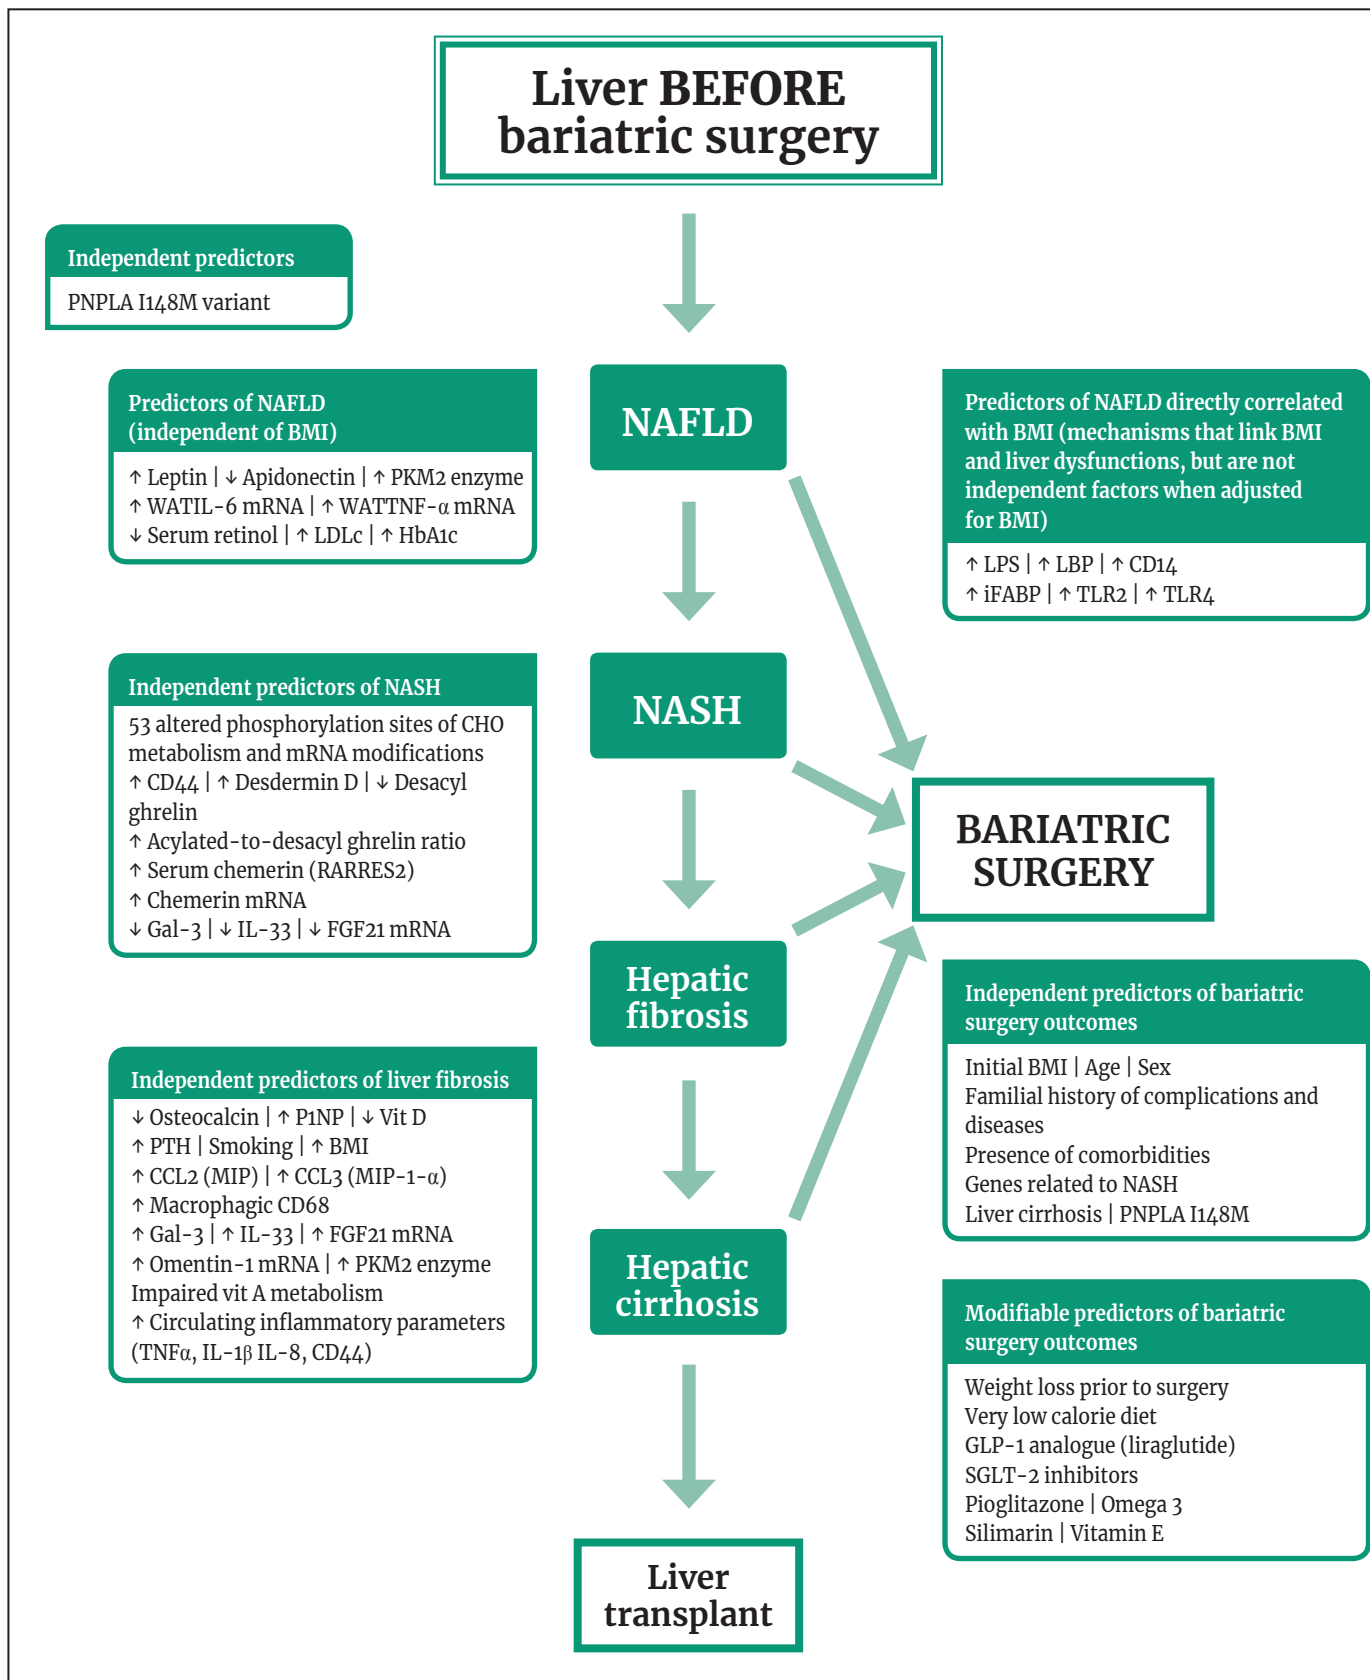 Liver BEFORE
bariatric surgery
Independent predictors
PNPLA I148M variant
Predictors of NAFLD
(independent of BMI)
↑ Leptin | ↓ Apidonectin | ↑ PKM2 enzyme
↑ WATIL-6 mRNA | ↑ WATTNF-α mRNA
↓ Serum retinol | ↑ LDLc | ↑ HbA1c
NAFLD
Predictors of NAFLD directly correlated
with BMI (mechanisms that link BMI
and liver dysfunctions, but are not
independent factors when adjusted
for BMI)
↑ LPS | ↑ LBP | ↑ CD14
↑ iFABP | ↑ TLR2 | ↑ TLR4
Independent predictors of NASH
53 altered phosphorylation sites of CHO
metabolism and mRNA modifications
↑ CD44 | ↑ Desdermin D | ↓ Desacyl
ghrelin
↑ Acylated-to-desacyl ghrelin ratio
↑ Serum chemerin (RARRES2)
↑ Chemerin mRNA
↓ Gal-3 | ↓ IL-33 | ↓ FGF21 mRNA
NASH
BARIATRIC
SURGERY
Hepatic
fibrosis
Independent predictors of bariatric
surgery outcomes
Initial BMI | Age | Sex
Familial history of complications and
diseases
Presence of comorbidities
Genes related to NASH
Liver cirrhosis | PNPLA I148M
Independent predictors of liver fibrosis
↓ Osteocalcin | ↑ P1NP | ↓ Vit D
↑ PTH | Smoking | ↑ BMI
↑ CCL2 (MIP) | ↑ CCL3 (MIP-1-α)
↑ Macrophagic CD68
↑ Gal-3 | ↑ IL-33 | ↑ FGF21 mRNA
↑ Omentin-1 mRNA | ↑ PKM2 enzyme
Impaired vit A metabolism
↑ Circulating inflammatory parameters
(TNFα, IL-1β IL-8, CD44)
Hepatic
cirrhosis
Modifiable predictors of bariatric
surgery outcomes
Weight loss prior to surgery
Very low calorie diet
GLP-1 analogue (liraglutide)
SGLT-2 inhibitors
Pioglitazone | Omega 3
Silimarin | Vitamin E
Liver
transplant